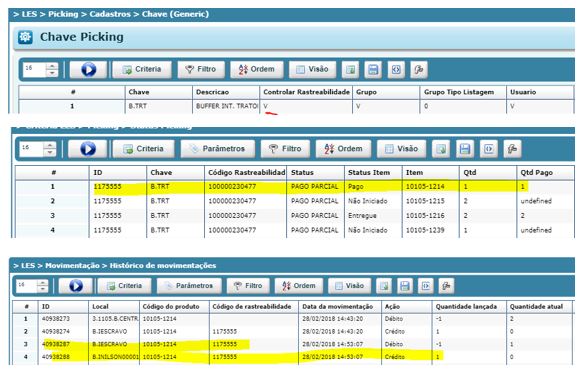 > LES > Picking > Cadastros > Chave (Generic)
Chave Picking
16 Criteria Filtro Ordem Visão
# Chave Descricao Controlar Rastreabilidade Grupo Grupo Tipo Listagem Usuario
1 B.TRT BUFFER INT. TRATO V V 0 V
16 Criteria Parâmetros Filtro Ordem Visão
# ID Chave Código Rastreabilidad Status Status Item Item Qtd Qtd Pago
1 1175555 B.TRT 100000230477 PAGO PARCIAL Pago 10105-1214 1 1
2 1175555 B.TRT 100000230477 PAGO PARCIAL Não Iniciado 10105-1215 2 undefined
3 1175555 B.TRT 100000230477 PAGO PARCIAL Entregue 10105-1216 2 2
4 1175555 B.TRT 100000230477 PAGO PARCIAL Não Iniciado 10105-1239 1 undefined
> LES > Movimentação > Histórico de movimentações
16 Criteria Parâmetros Filtro Ordem Visão
# ID Local Código do produto Código de rastreabilidade Data da movimentação Ação Quantidade lançada Quantidade atual
1 40938273 3.1105.B.CENTR 10105-1214 28/02/2018 14:43:20 Débito -1 2
2 40938274 B.JESCRAVO 10105-1214 1175555 28/02/2018 14:43:20 Crédito 1 0
3 40938287 B.JESCRAVO 10105-1214 1175555 28/02/2018 14:53:07 Débito -1 1
4 40938288 B.INILSON00001 10105-1214 1175555 28/02/2018 14:53:07 Crédito 1 0